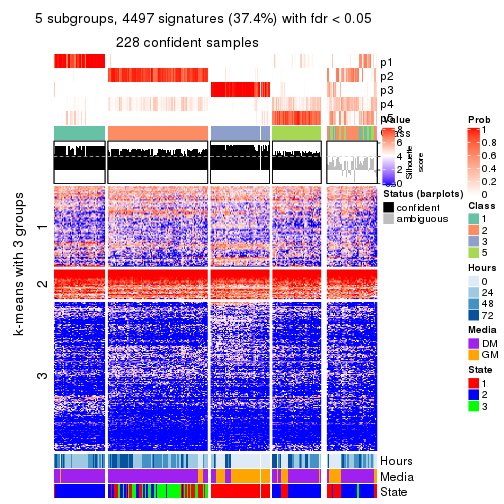 5 subgroups, 4497 signatures (37.4%) with fdr < 0.05
228 confident samples
p1
p2
p3
p4
p5
Class
k-means with 3 groups
1
2
3
Silhouette
score
Value
8
6
4
2
0
Status (barplots)
confident
ambiguous
Prob
1
0.8
0.6
0.4
0.2
0
Class
1
2
3
5
Hours
0
24
48
72
Media
DM
GM
State
1
2
3
Hours
Media
State